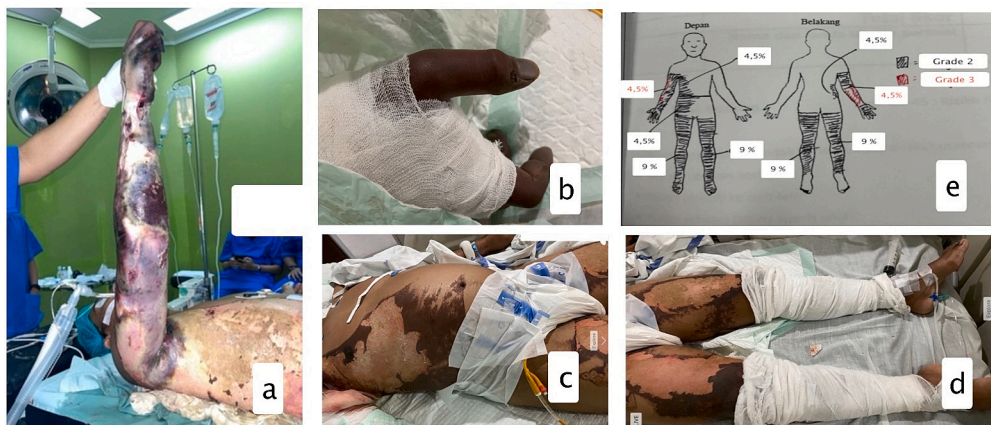 a
b
c
d
Depan
Belakang
4,5%
4,5%
= Grade 2
= Grade 3
4,5%
4,5%
4,5%
9 %
9 %
9 %
9 %
e